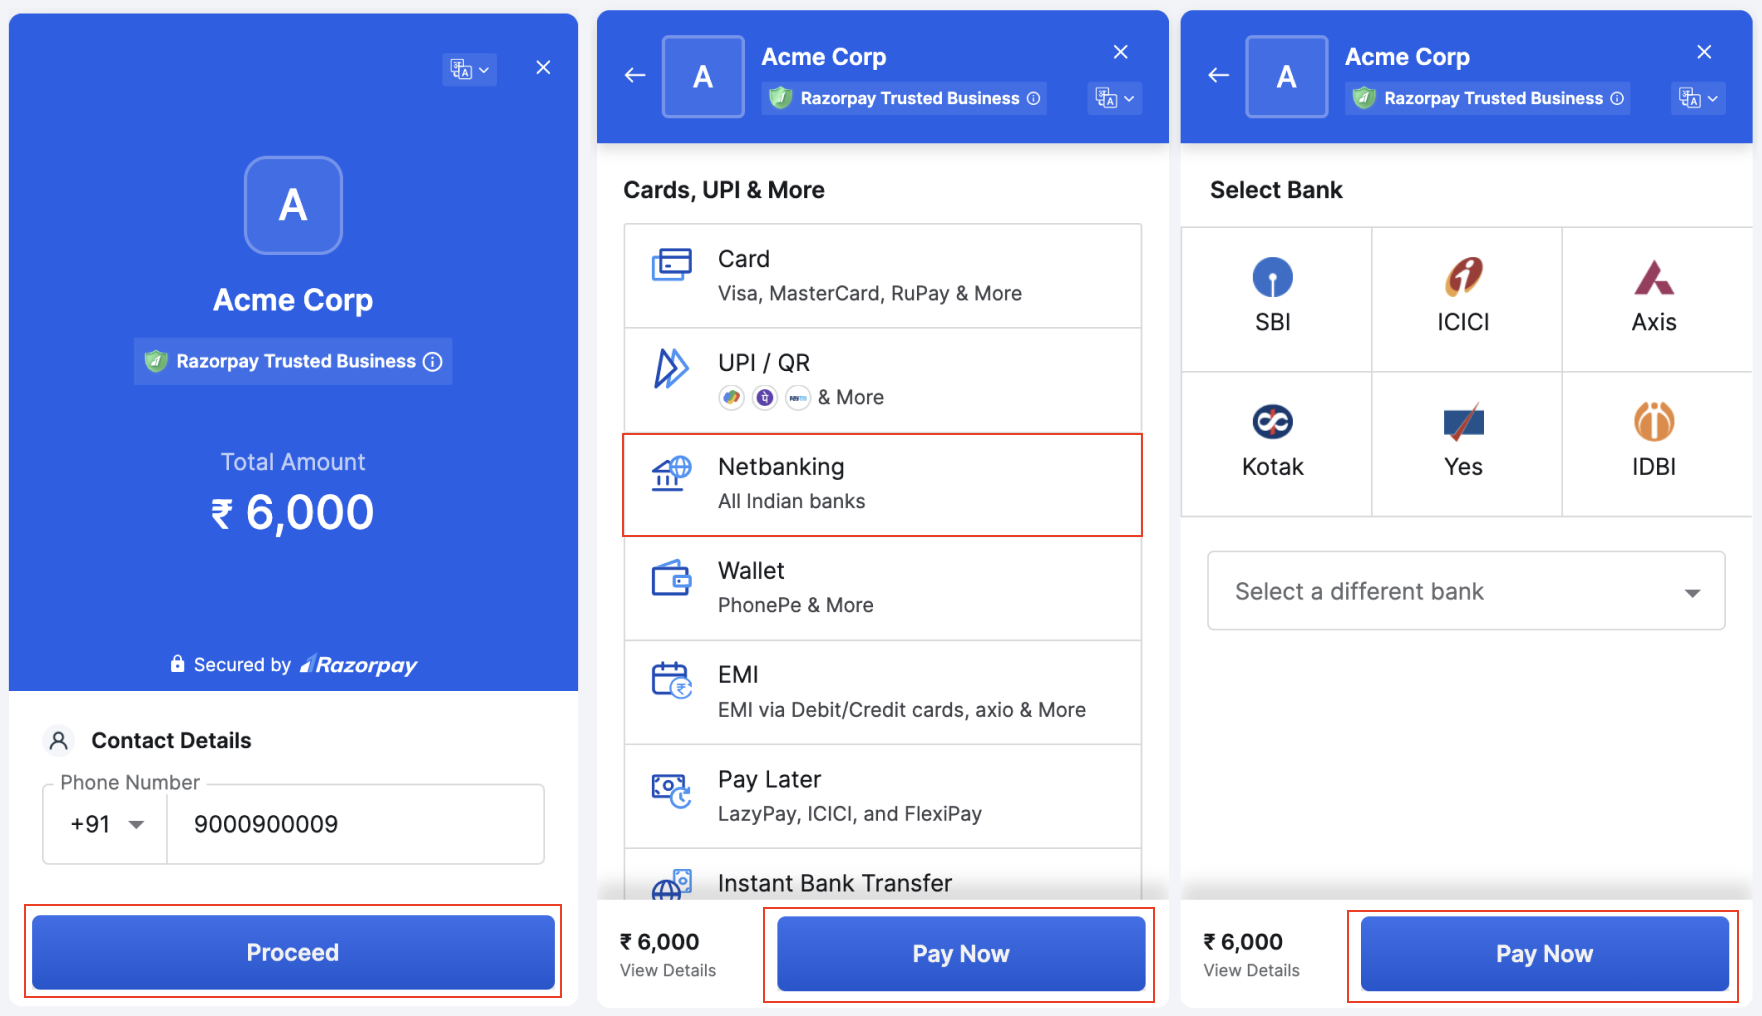 A
Acme Corp
Razorpay Trusted Business
Total Amount
₹ 6,000
Secured by Razorpay
Contact Details
Phone Number
+91 9000900009
Proceed
A
Acme Corp
Razorpay Trusted Business
Cards, UPI & More
Card
Visa, MasterCard, RuPay & More
UPI / QR
& More
Netbanking
All Indian banks
Wallet
PhonePe & More
EMI
EMI via Debit/Credit cards, axio & More
Pay Later
LazyPay, ICICI, and FlexiPay
Instant Bank Transfer
₹ 6,000
View Details
Pay Now
A
Acme Corp
Razorpay Trusted Business
Select Bank
SBI
ICICI
Axis
Kotak
Yes
IDBI
Select a different bank
₹ 6,000
View Details
Pay Now